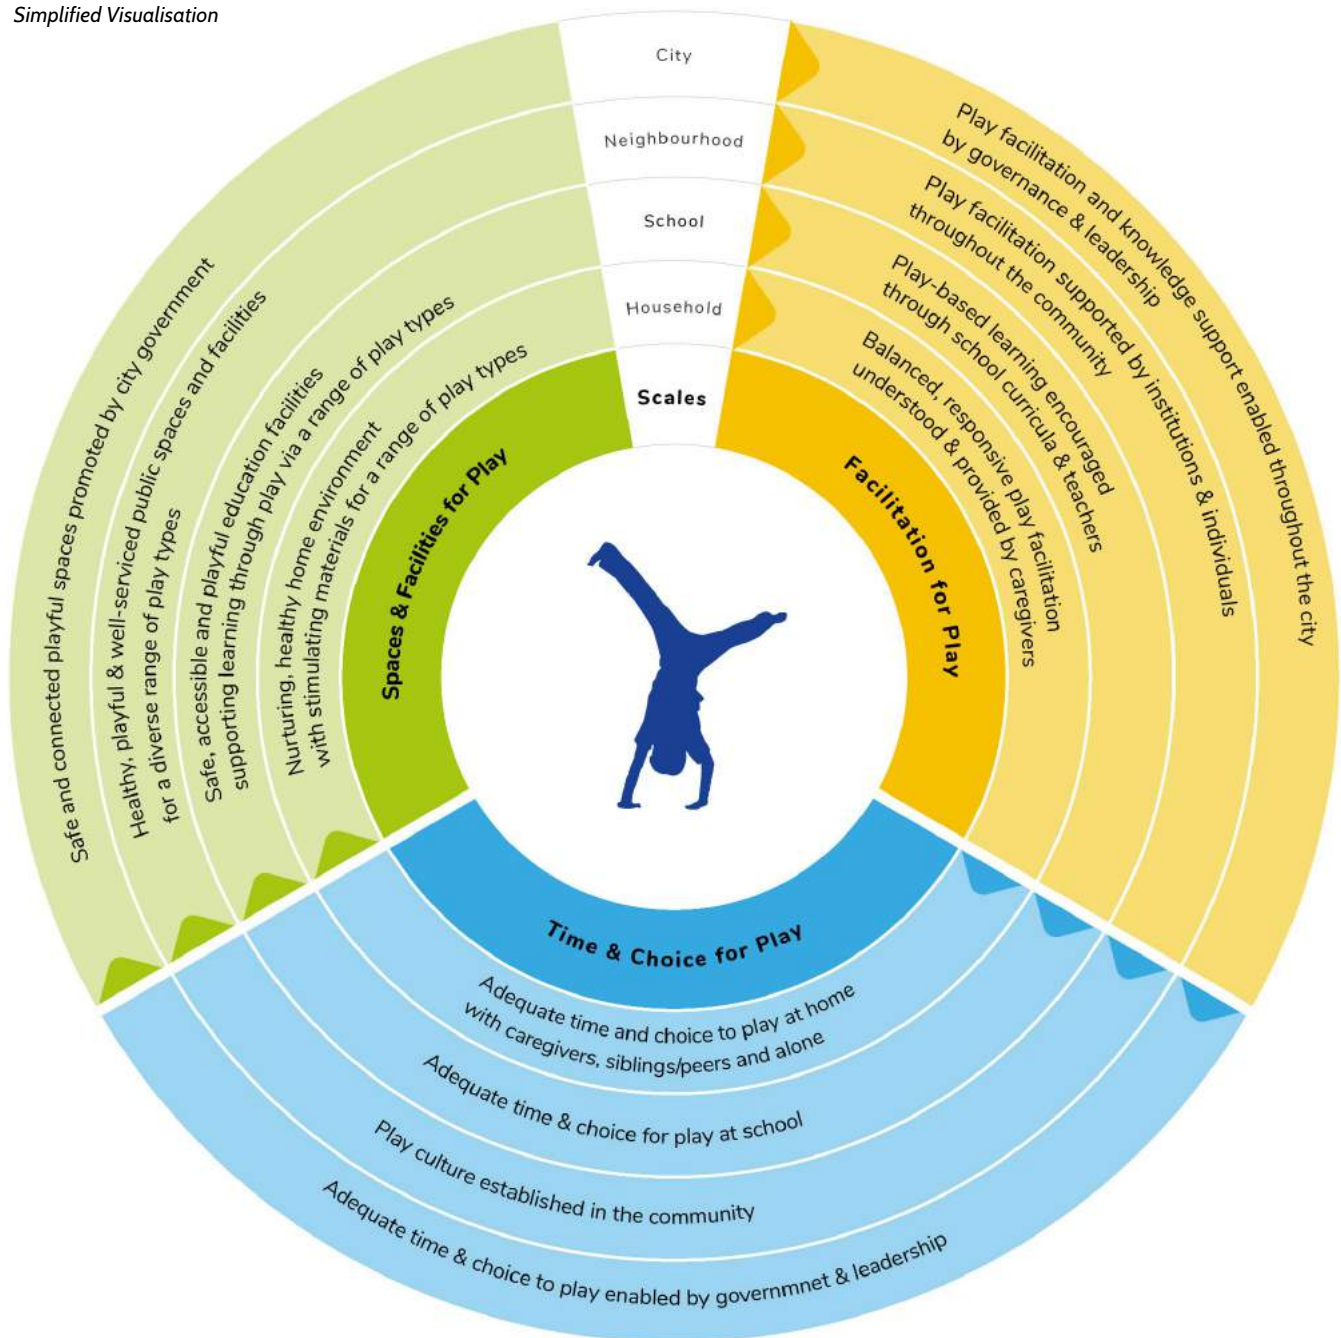 Simplified Visualisation
City
Neighbourhood
School
Household
Scales
Facilitation for Play
Play facilitation and knowledge support enabled throughout the city
by governance & leadership
Play facilitation supported by institutions & individuals
throughout the community
Play-based learning encouraged
through school curricula & teachers
Balanced, responsive play facilitation
understood & provided by caregivers
Time & Choice for Play
Adequate time and choice to play at home
with caregivers, siblings/peers and alone
Adequate time & choice for play at school
Play culture established in the community
Adequate time & choice to play enabled by governmnet & leadership
Spaces & Facilities for Play
Safe and connected playful spaces promoted by city government
Healthy, playful & well-serviced public spaces and facilities
for a diverse range of play types
Safe, accessible and playful education facilities
supporting learning through play via a range of play types
Nurturing, healthy home environment
with stimulating materials for a range of play types